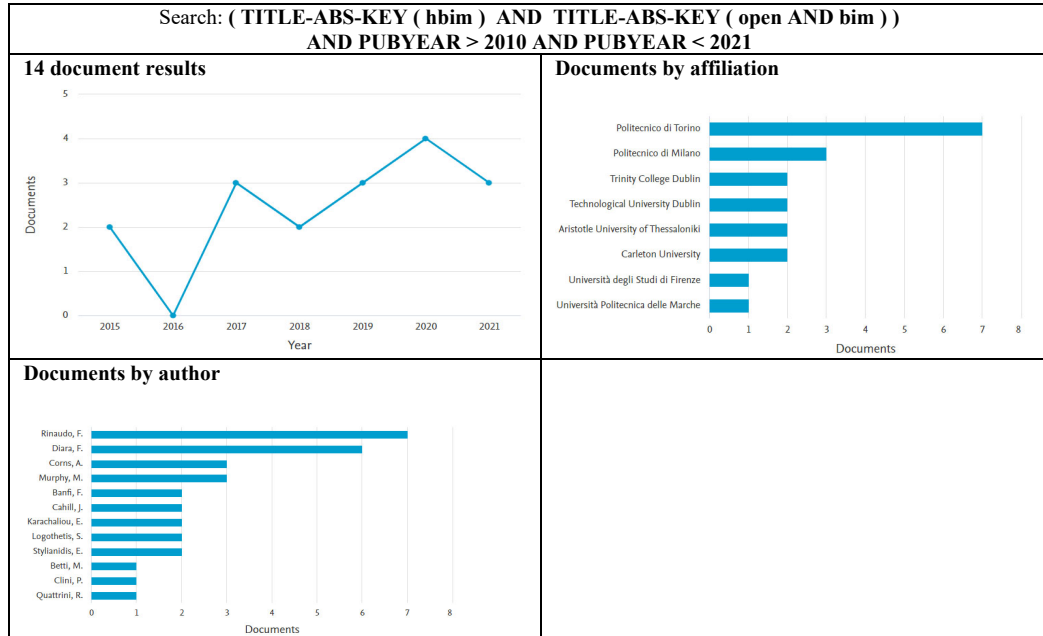 Search: ( TITLE-ABS-KEY ( hbim ) AND TITLE-ABS-KEY ( open AND bim ) )
AND PUBYEAR > 2010 AND PUBYEAR < 2021
14 document results
5
4
3
2
1
0
Documents
2015 2016 2017 2018 2019 2020 2021
Year
Documents by affiliation
Politecnico di Torino
Politecnico di Milano
Trinity College Dublin
Technological University Dublin
Aristotle University of Thessaloniki
Carleton University
Università degli Studi di Firenze
Università Politecnica delle Marche
0 1 2 3 4 5 6 7 8
Documents
Documents by author
Rinaudo, F.
Diara, F.
Corns, A.
Murphy, M.
Banfi, F.
Cahill, J.
Karachaliou, E.
Logothetis, S.
Stylianidis, E.
Betti, M.
Clini, P.
Quattrini, R.
0 1 2 3 4 5 6 7 8
Documents